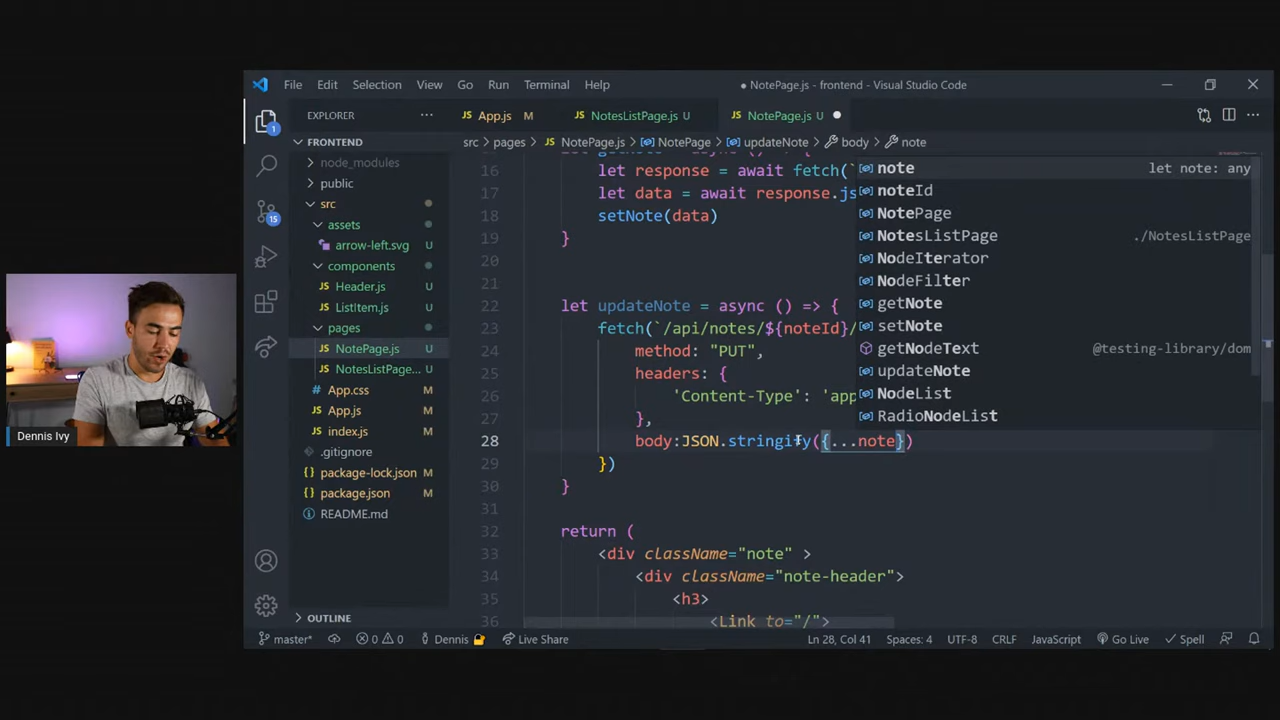 File Edit Selection View Go Run Terminal Help
● NotePage.js - frontend - Visual Studio Code
EXPLORER
App.js M
NotesListPage.js U
NotePage.js U
FRONTEND
src > pages > NotePage.js > NotePage > updateNote > body > note
node_modules
public
src
assets
arrow-left.svg U
components
Header.js U
ListItem.js U
pages
NotePage.js U
NotesListPage... U
App.css M
App.js M
index.js M
.gitignore
package-lock.json M
package.json M
README.md
OUTLINE
1
15
16 let response = await fetch(`
17 let data = await response.js
18 setNote(data)
19 }
20
21
22 let updateNote = async () => {
23 fetch(`/api/notes/${noteId}/
24 method: "PUT",
25 headers: {
26 'Content-Type': 'app
27 },
28 body:JSON.stringify({...note})
29 })
30 }
31
32 return (
33 <div className="note" >
34 <div className="note-header">
35 <h3>
36 <Link to="/">
note let note: any
noteId
NotePage
NotesListPage ./NotesListPage
NodeIterator
NodeFilter
getNote
setNote
getNodeText @testing-library/dom
updateNote
NodeList
RadioNodeList
Dennis Ivy
master* 0 0 Dennis Live Share
Ln 28, Col 41 Spaces: 4 UTF-8 CRLF JavaScript Go Live Spell